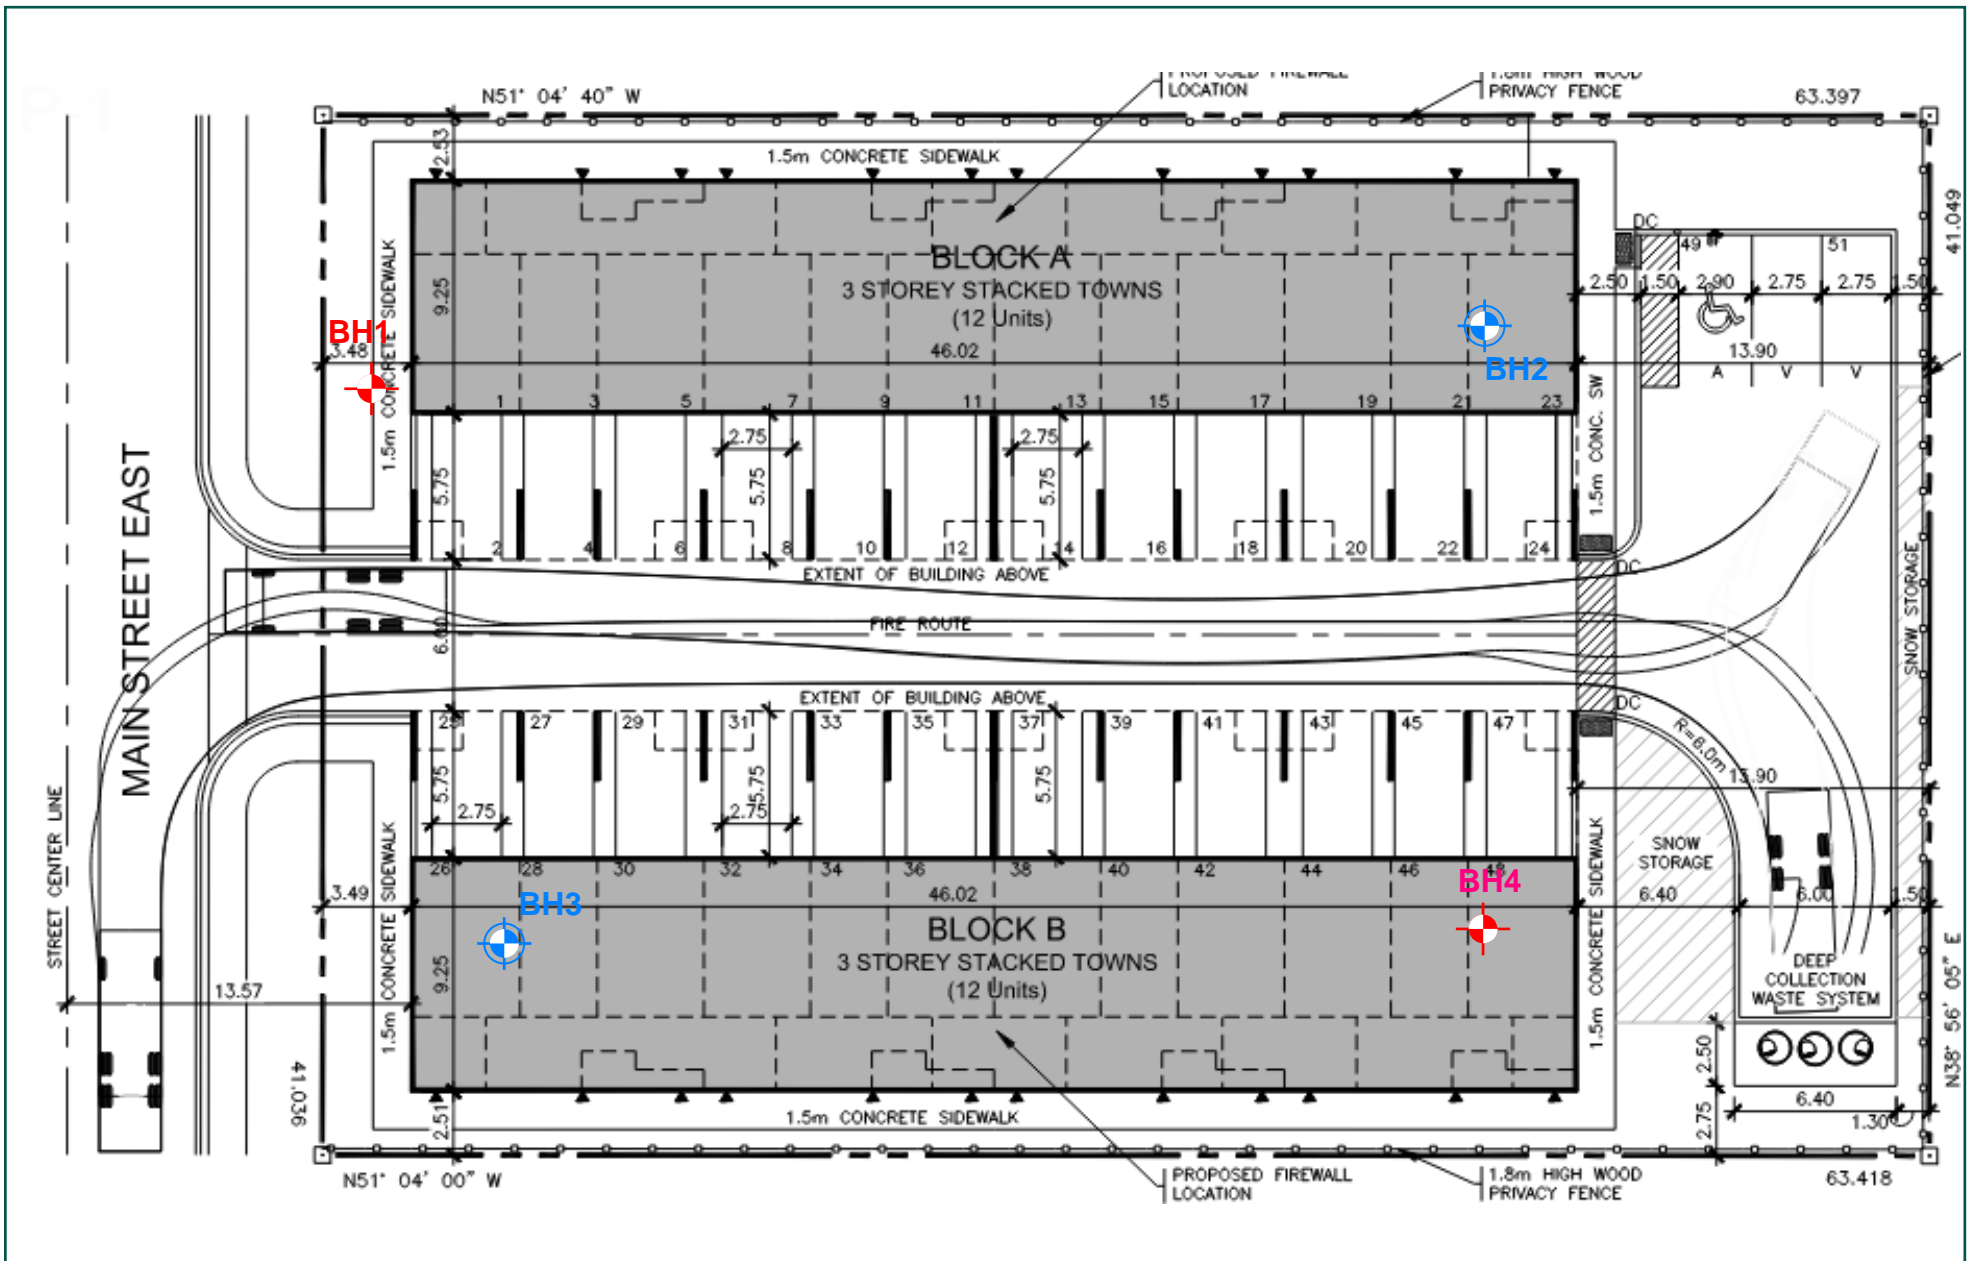 P-1
N51° 04' 40" W
PROPOSED FIREWALL
LOCATION
1.8m HIGH WOOD
PRIVACY FENCE
63.397
2.53
1.5m CONCRETE SIDEWALK
41.049
DC
49
51
BLOCK A
3 STOREY STACKED TOWNS
(12 Units)
9.25
1.5m CONCRETE SIDEWALK
2.50
1.50
2.90
2.75
2.75
1.50
BH1
3.48
46.02
BH2
13.90
A
V
V
1
3
5
7
9
11
13
15
17
19
21
23
1.5m CONC. SW
2.75
2.75
5.75
5.75
5.75
2
4
6
8
10
12
14
16
18
20
22
24
EXTENT OF BUILDING ABOVE
DC
MAIN STREET EAST
FIRE ROUTE
6.00
SNOW STORAGE
EXTENT OF BUILDING ABOVE
DC
25
27
29
31
33
35
37
39
41
43
45
47
R=6.0m
13.90
5.75
5.75
5.75
2.75
2.75
STREET CENTER LINE
1.5m CONCRETE SIDEWALK
26
28
30
32
34
36
38
40
42
44
46
48
1.5m CONCRETE SIDEWALK
SNOW
STORAGE
BH4
3.49
BH3
46.02
6.40
6.00
1.50
BLOCK B
3 STOREY STACKED TOWNS
(12 Units)
9.25
13.57
DEEP
COLLECTION
WASTE SYSTEM
N38° 56' 05" E
2.50
41.036
2.51
1.5m CONCRETE SIDEWALK
6.40
2.75
1.30
N51° 04' 00" W
PROPOSED FIREWALL
LOCATION
1.8m HIGH WOOD
PRIVACY FENCE
63.418